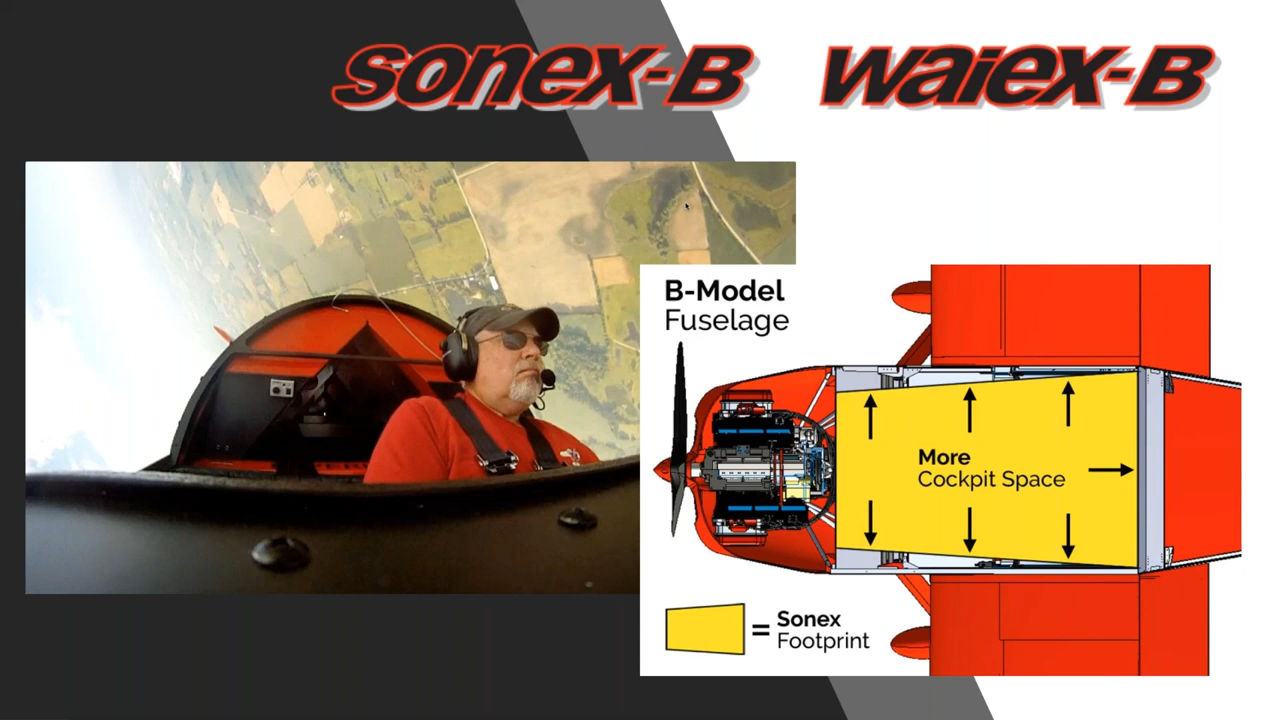 sonex-B
waiex-B
B-Model
Fuselage
More
Cockpit Space
= Sonex
Footprint